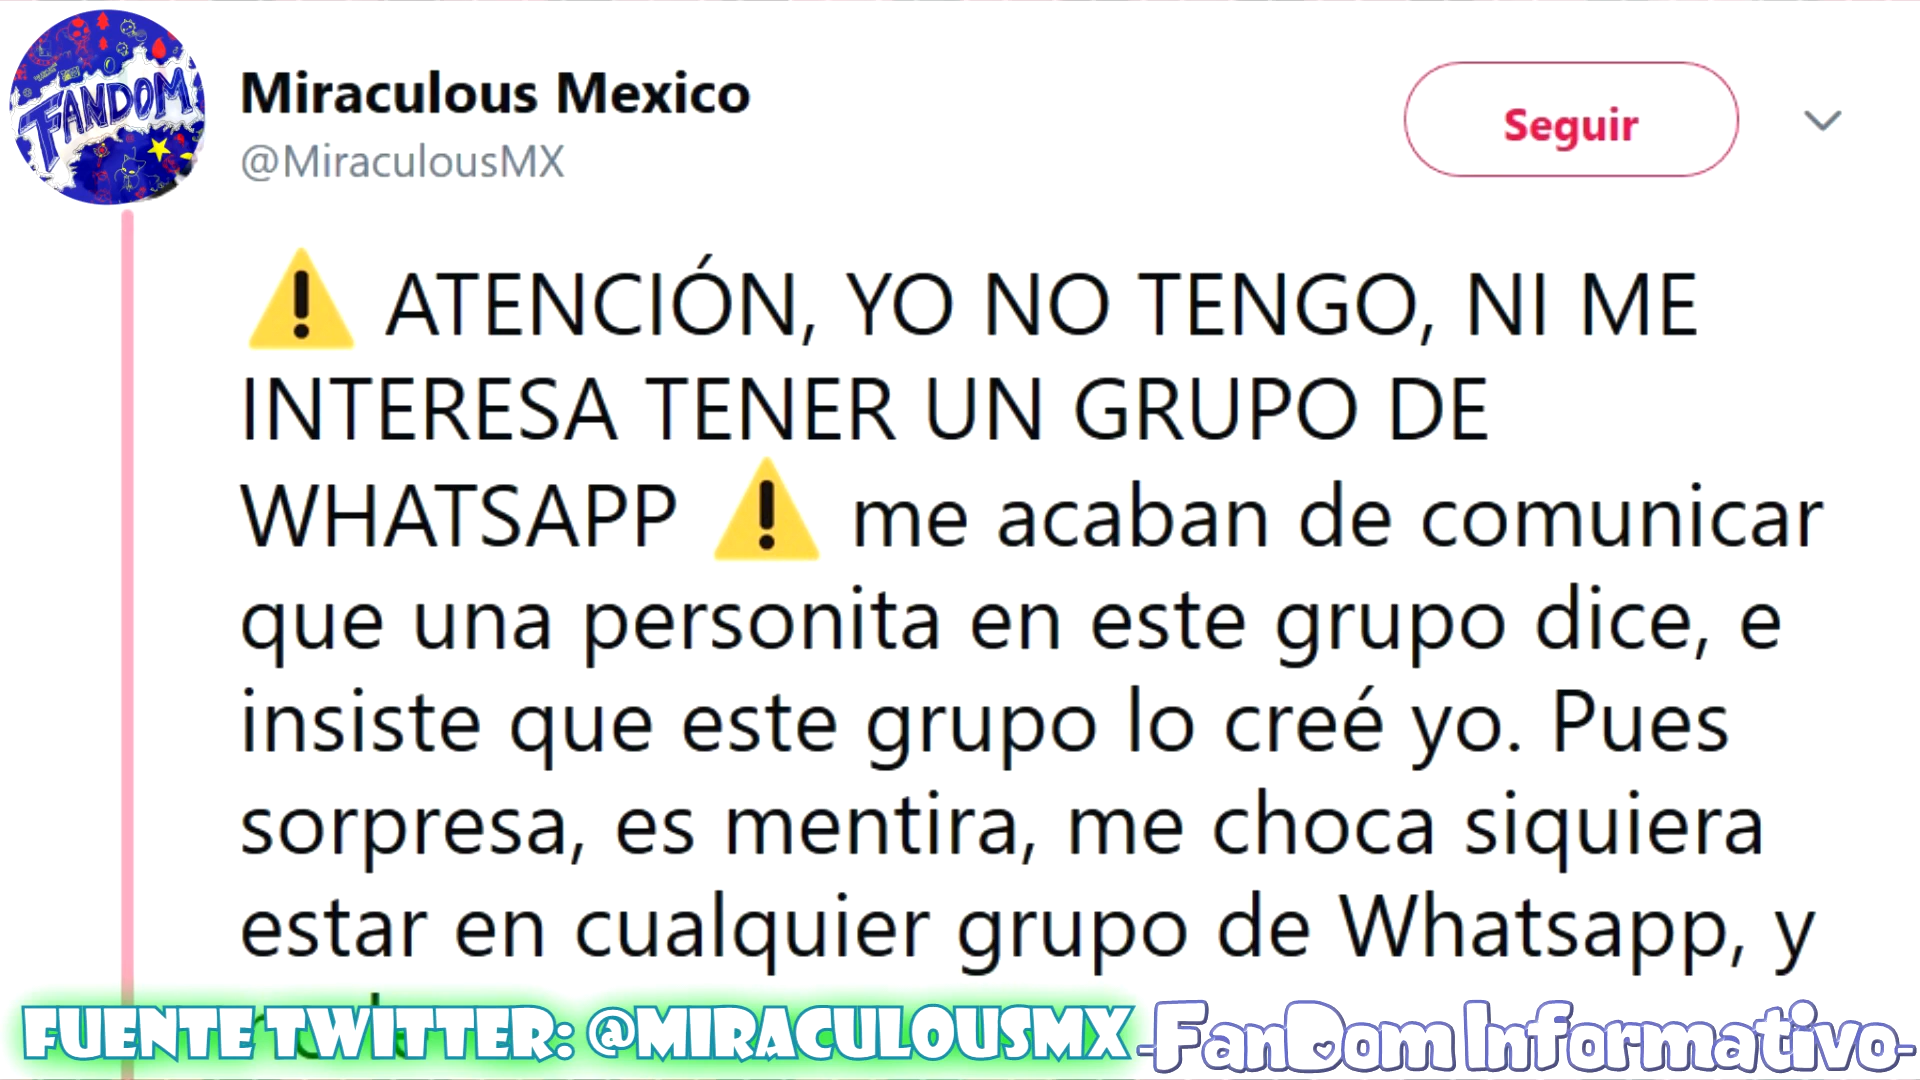 FANDOM
Miraculous Mexico
@MiraculousMX
Seguir
⚠ ATENCIÓN, YO NO TENGO, NI ME
INTERESA TENER UN GRUPO DE
WHATSAPP ⚠ me acaban de comunicar
que una personita en este grupo dice, e
insiste que este grupo lo creé yo. Pues
sorpresa, es mentira, me choca siquiera
estar en cualquier grupo de Whatsapp, y
FUENTE TWITTER: @MIRACULOUSMX -FanDom Informativo-